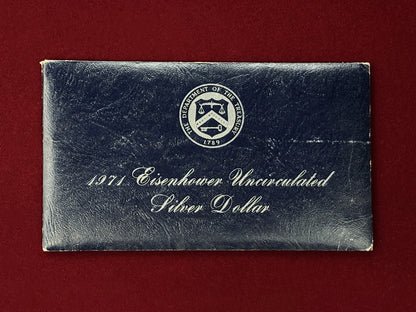 THE DEPARTMENT OF THE TREASURY
1789
1971 Eisenhower Uncirculated
Silver Dollar